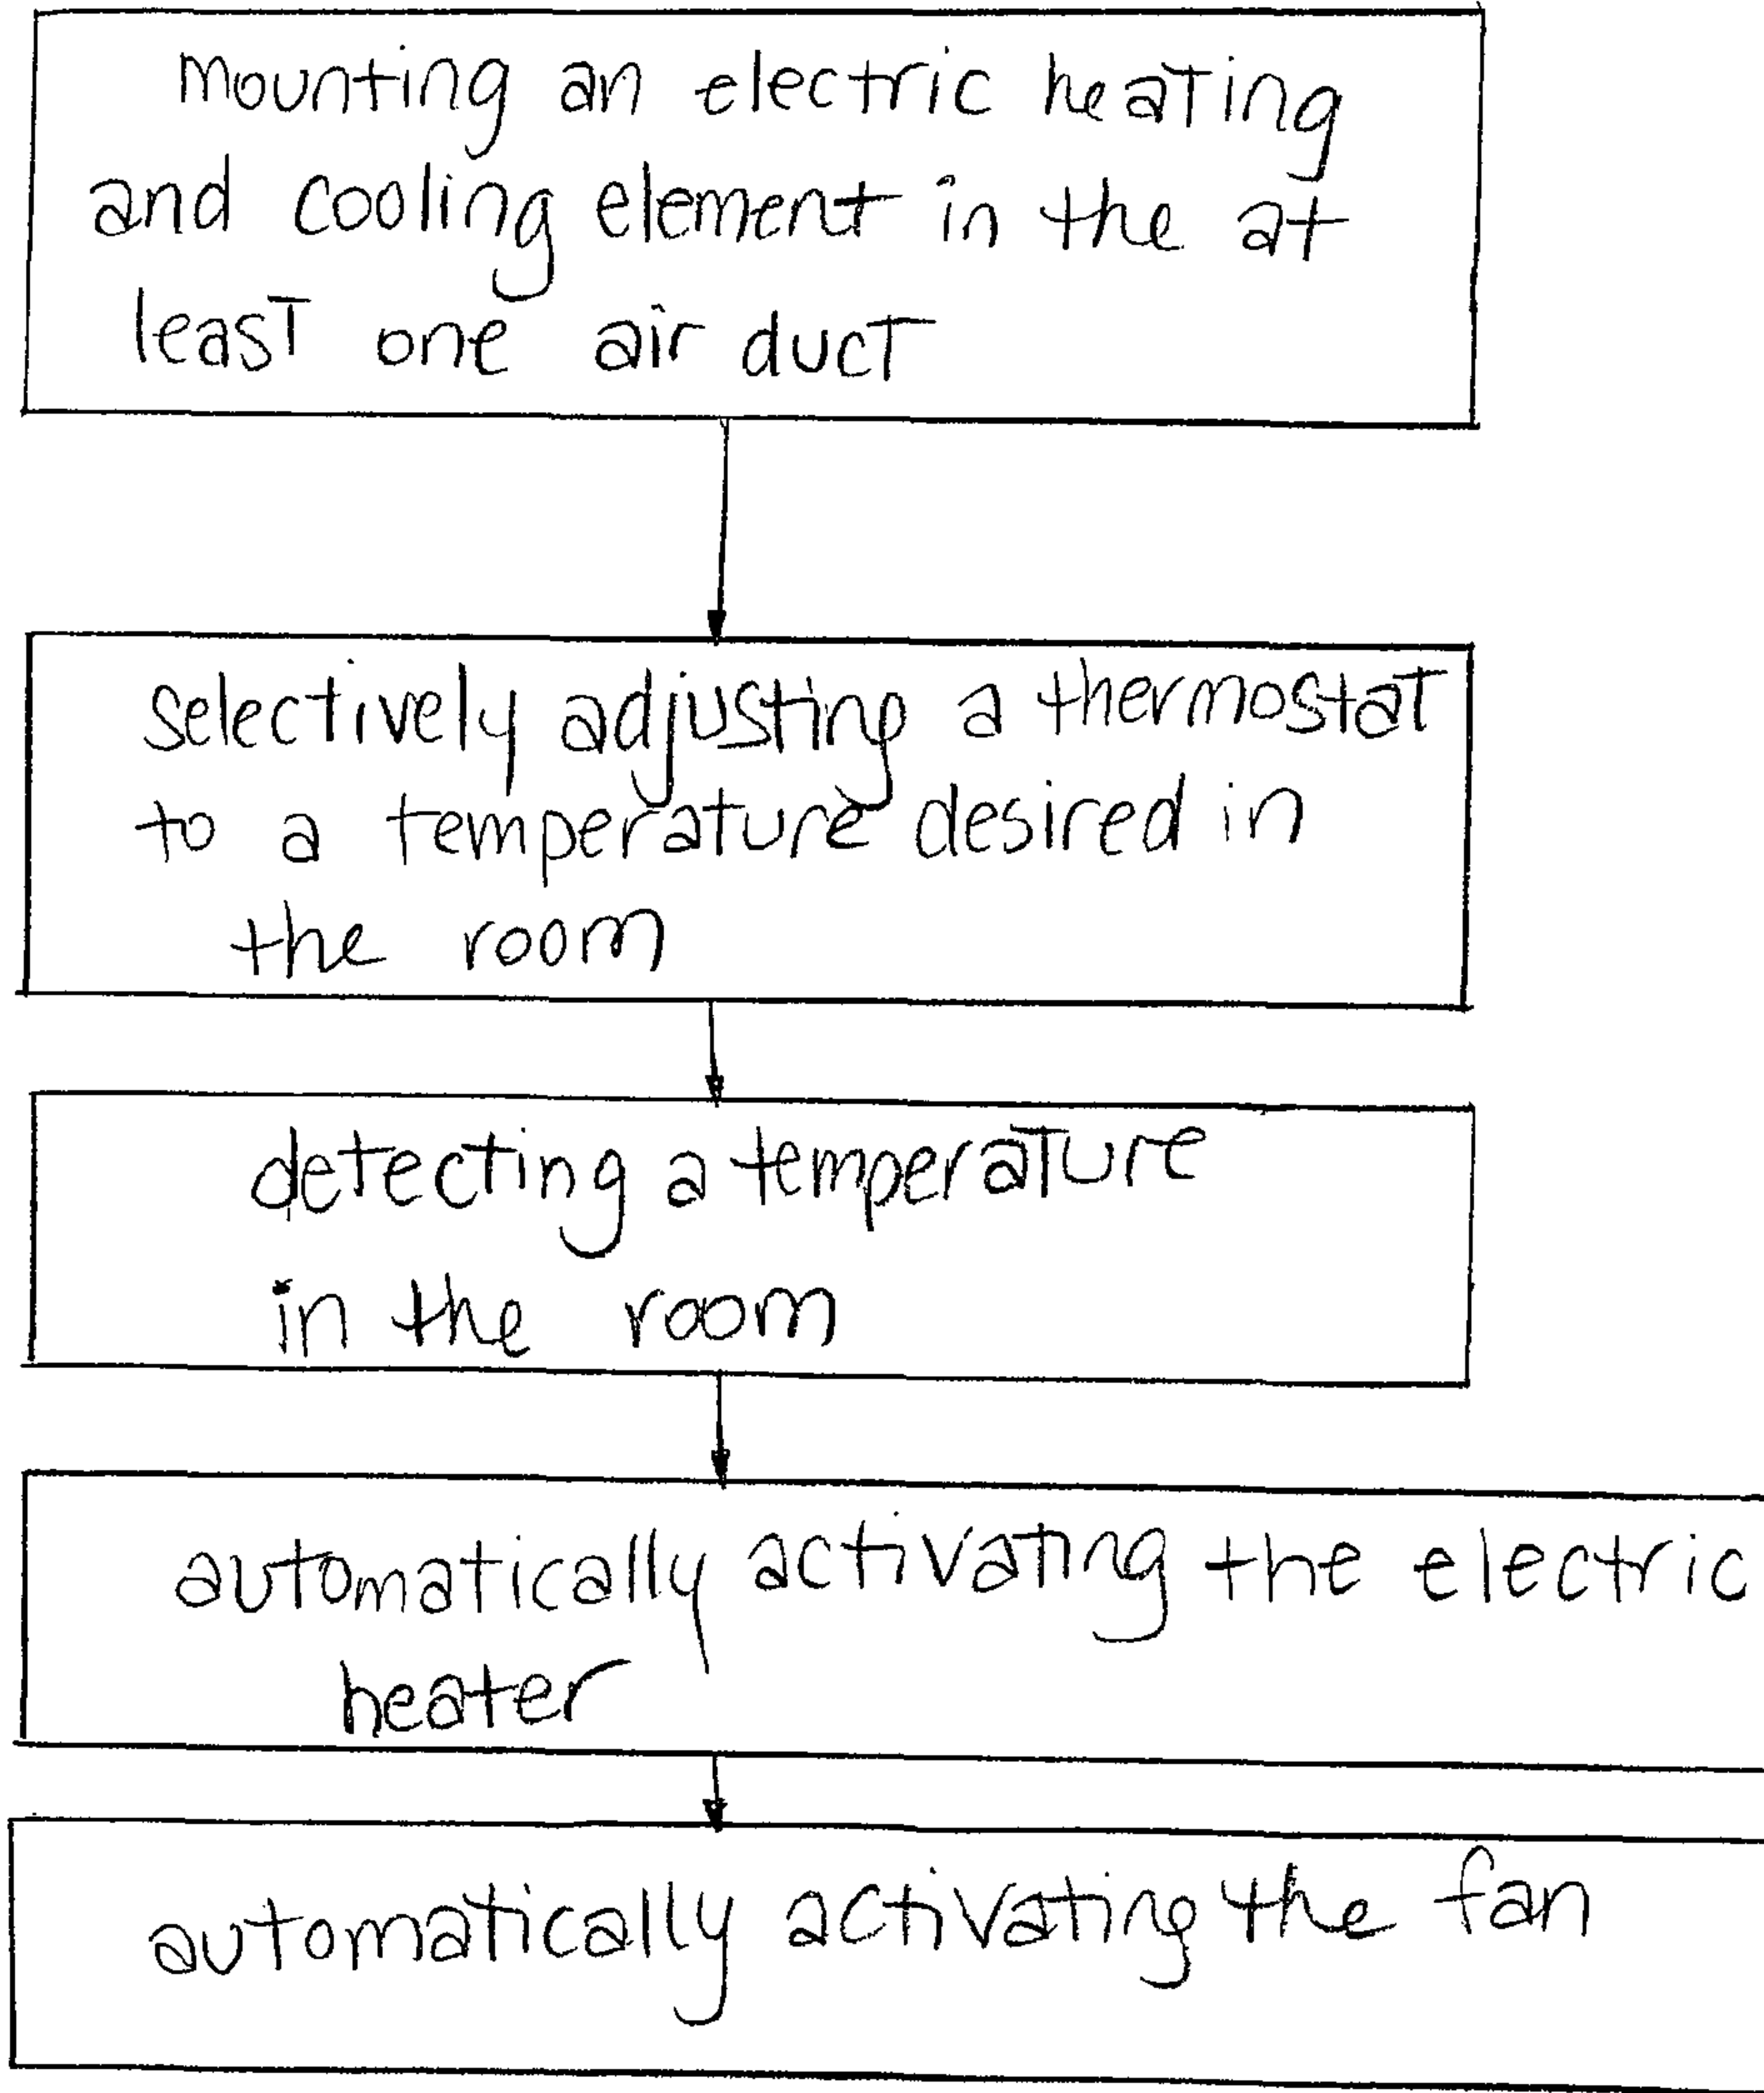 mounting an electric heating
and cooling element in the at
least one air duct
selectively adjusting a thermostat
to a temperature desired in
the room
detecting a temperature
in the room
automatically activating the electric
heater
automatically activating the fan